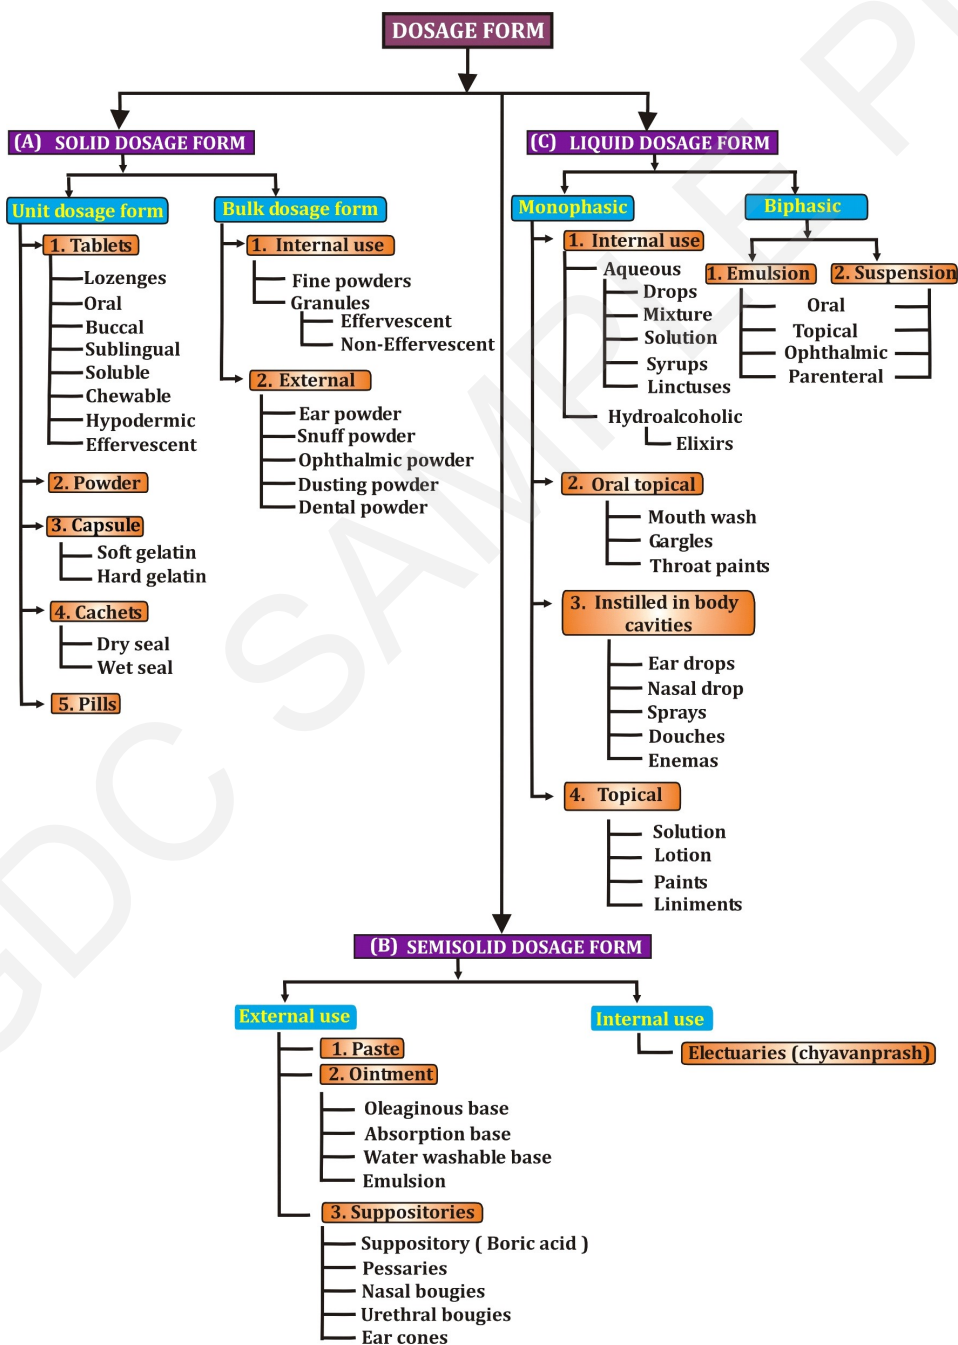 DOSAGE FORM
(A) SOLID DOSAGE FORM
Unit dosage form
1. Tablets
Lozenges
Oral
Buccal
Sublingual
Soluble
Chewable
Hypodermic
Effervescent
2. Powder
3. Capsule
Soft gelatin
Hard gelatin
4. Cachets
Dry seal
Wet seal
5. Pills
Bulk dosage form
1. Internal use
Fine powders
Granules
Effervescent
Non-Effervescent
2. External
Ear powder
Snuff powder
Ophthalmic powder
Dusting powder
Dental powder
(C) LIQUID DOSAGE FORM
Monophasic
1. Internal use
Aqueous
Drops
Mixture
Solution
Syrups
Linctuses
Hydroalcoholic
Elixirs
2. Oral topical
Mouth wash
Gargles
Throat paints
3. Instilled in body
cavities
Ear drops
Nasal drop
Sprays
Douches
Enemas
4. Topical
Solution
Lotion
Paints
Liniments
Biphasic
1. Emulsion
2. Suspension
Oral
Topical
Ophthalmic
Parenteral
(B) SEMISOLID DOSAGE FORM
External use
1. Paste
2. Ointment
Oleaginous base
Absorption base
Water washable base
Emulsion
3. Suppositories
Suppository ( Boric acid )
Pessaries
Nasal bougies
Urethral bougies
Ear cones
Internal use
Electuaries (chyavanprash)
GDC SAMPLE P